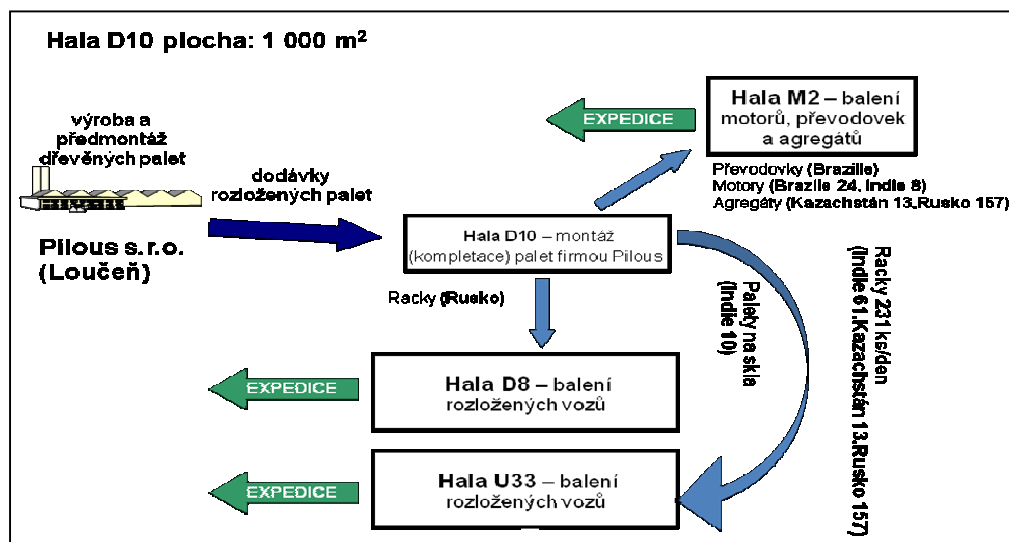 Hala D10 plocha: 1 000 m²
výroba a
předmontáž
dřevěných palet
Pilous s.r.o.
(Loučeň)
dodávky
rozložených palet
EXPEDICE
Hala M2 – balení
motorů, převodovek
a agregátů
Převodovky (Brazílie)
Motory (Brazílie 24, Indie 8)
Agregáty (Kazachstán 13,Rusko 157)
Hala D10 – montáž
(kompletace) palet firmou Pilous
Racky (Rusko)
Palety na skla
(Indie 10)
Racky 231 ks/den
(Indie 61,Kazachstán 13,Rusko 157)
EXPEDICE
Hala D8 – balení
rozložených vozů
EXPEDICE
Hala U33 – balení
rozložených vozů